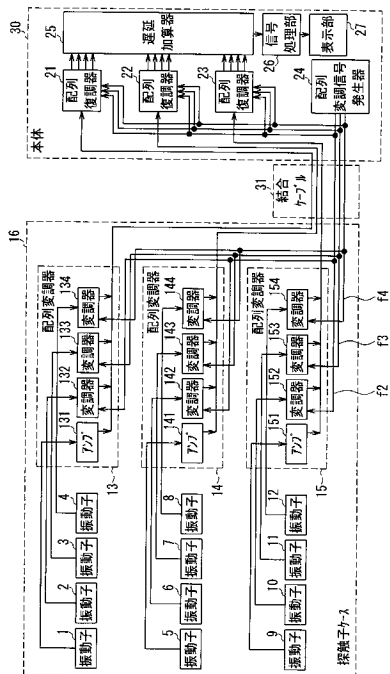 30
本体
25
遅延
加算器
信号
処理部
26
表示部
27
21
配列
復調器
22
配列
復調器
23
配列
復調器
24
配列
変調信号
発生器
31
結合
ケーブル
16
配列変調器
131
アンプ
132
変調器
133
変調器
134
変調器
13
配列変調器
141
アンプ
142
変調器
143
変調器
144
変調器
14
配列変調器
151
アンプ
152
変調器
153
変調器
154
変調器
15
f2
f3
f4
1
振動子
2
振動子
3
振動子
4
振動子
5
振動子
6
振動子
7
振動子
8
振動子
9
振動子
10
振動子
11
振動子
12
振動子
探触子ケース